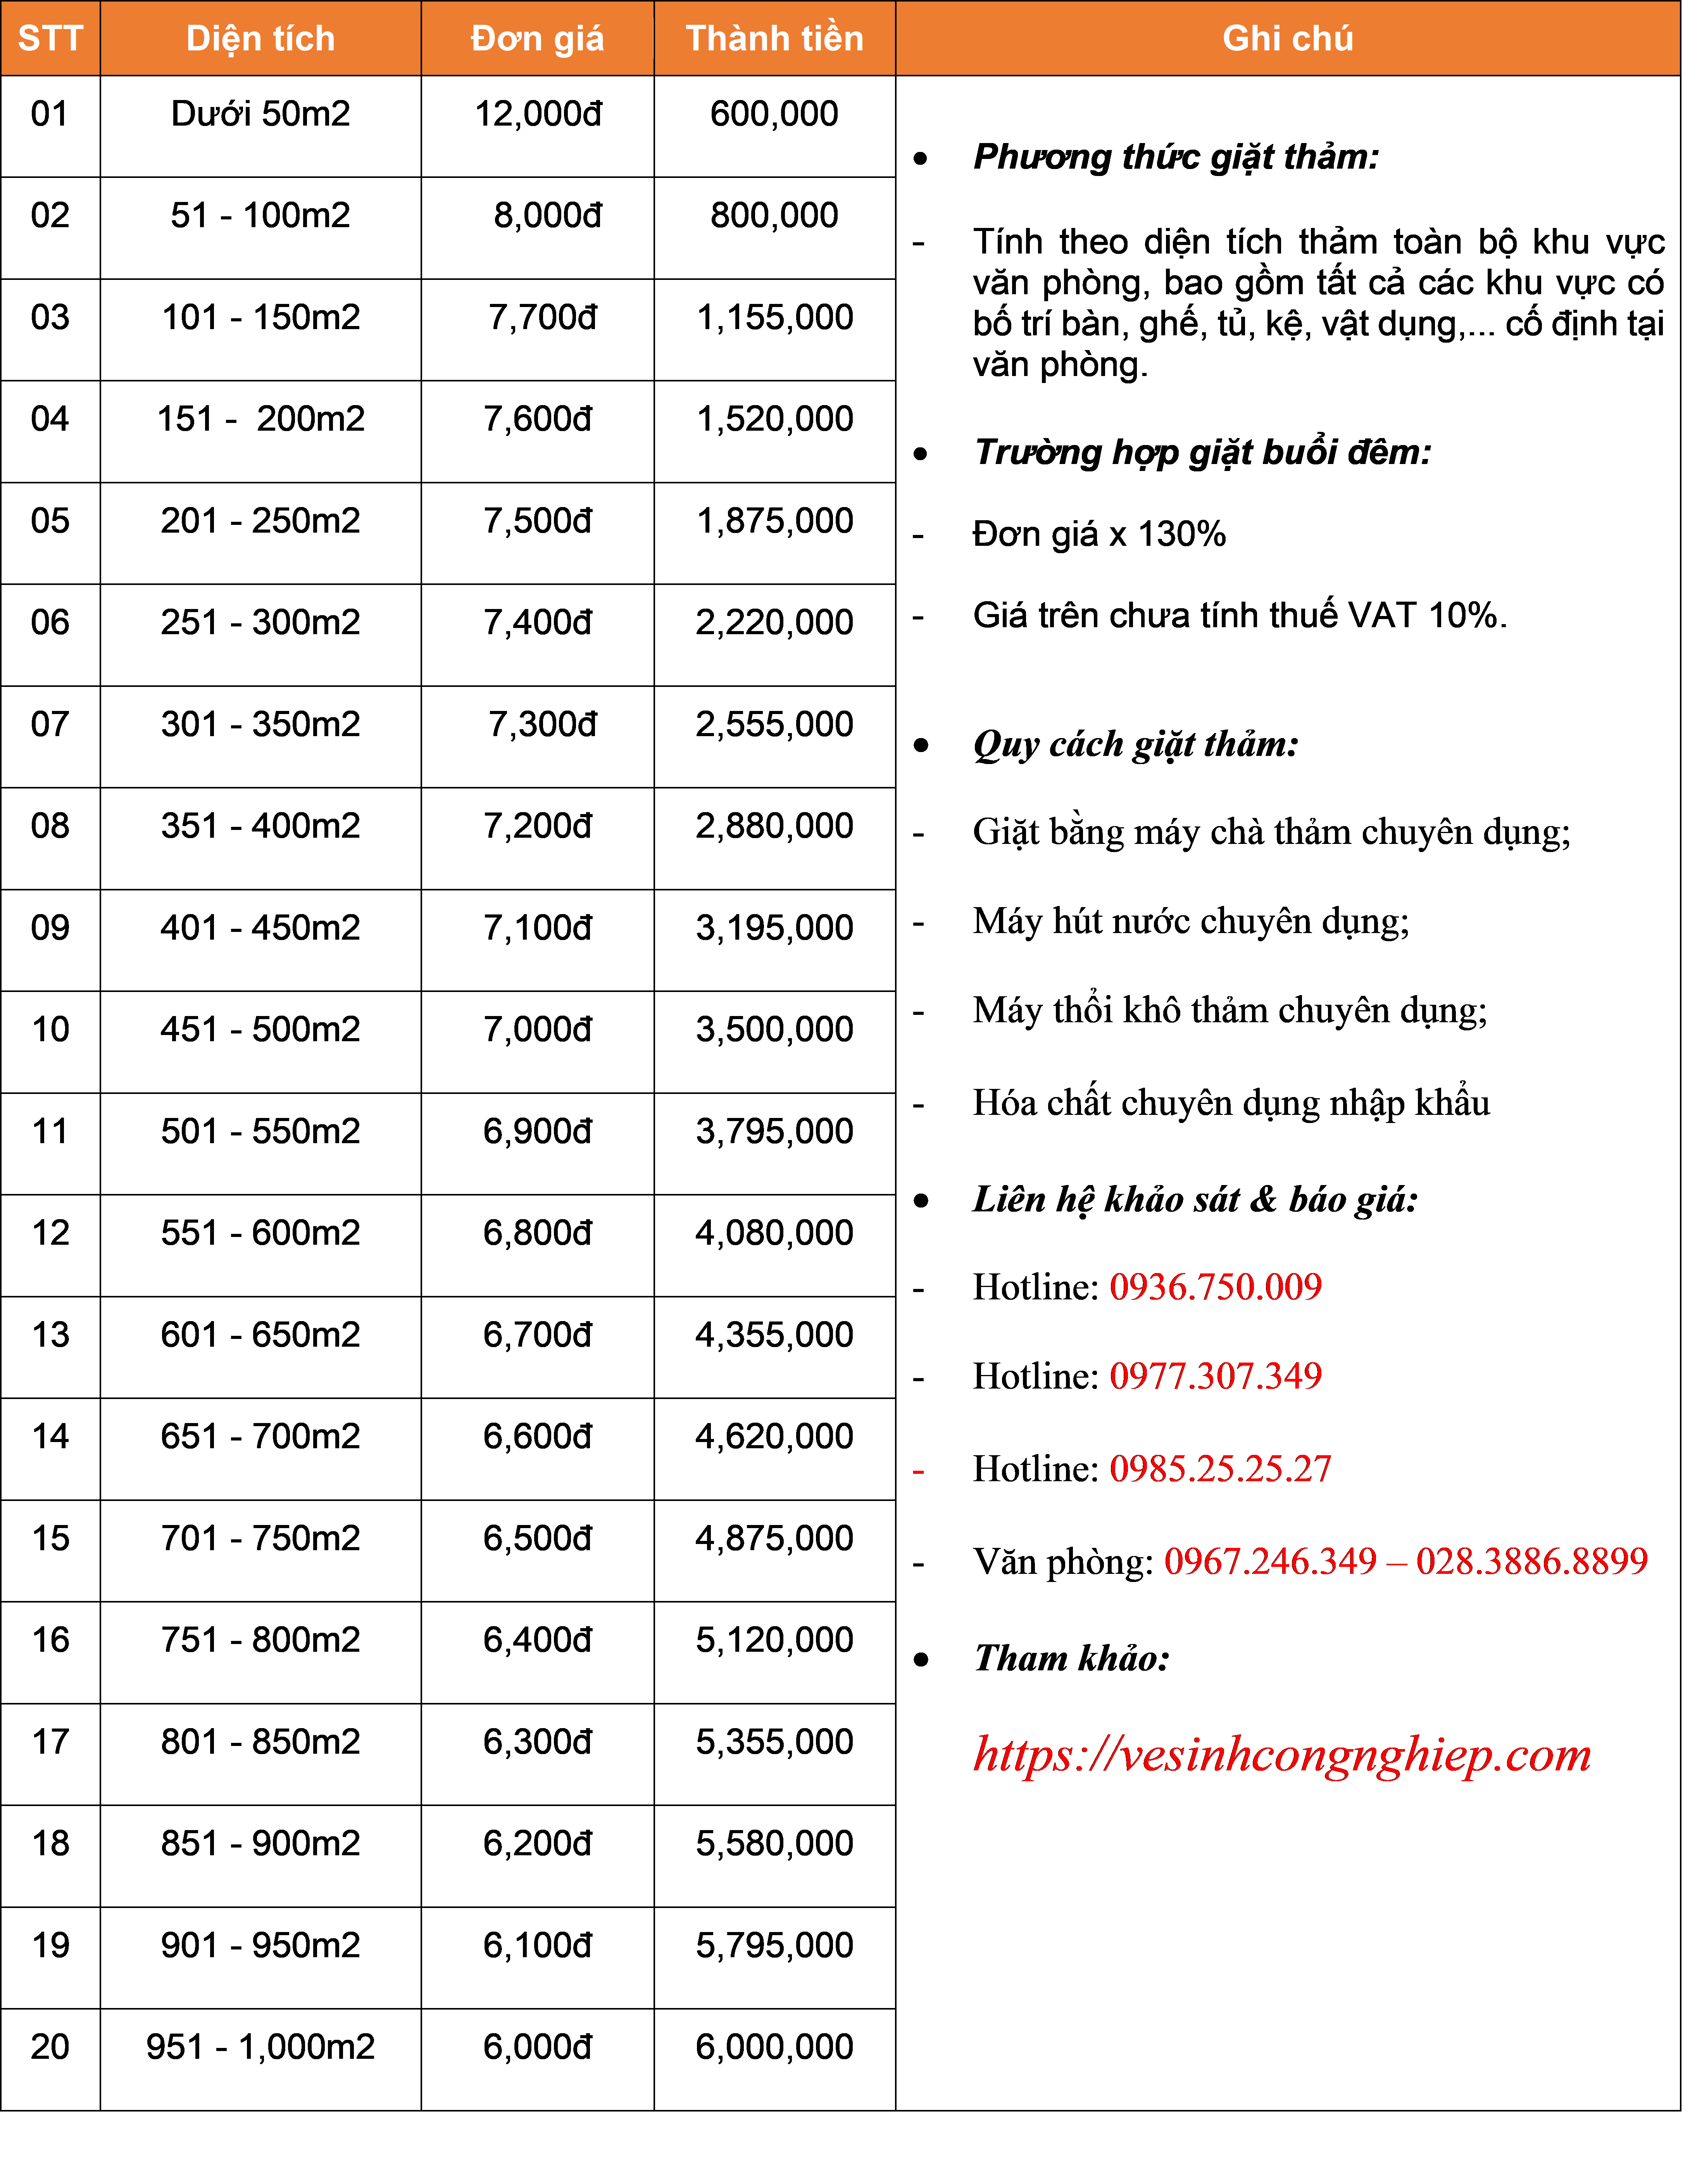 STT Diện tích Đơn giá Thành tiền Ghi chú
01 Dưới 50m2 12,000đ 600,000
02 51 - 100m2 8,000đ 800,000
03 101 - 150m2 7,700đ 1,155,000
04 151 - 200m2 7,600đ 1,520,000
05 201 - 250m2 7,500đ 1,875,000
06 251 - 300m2 7,400đ 2,220,000
07 301 - 350m2 7,300đ 2,555,000
08 351 - 400m2 7,200đ 2,880,000
09 401 - 450m2 7,100đ 3,195,000
10 451 - 500m2 7,000đ 3,500,000
11 501 - 550m2 6,900đ 3,795,000
12 551 - 600m2 6,800đ 4,080,000
13 601 - 650m2 6,700đ 4,355,000
14 651 - 700m2 6,600đ 4,620,000
15 701 - 750m2 6,500đ 4,875,000
16 751 - 800m2 6,400đ 5,120,000
17 801 - 850m2 6,300đ 5,355,000
18 851 - 900m2 6,200đ 5,580,000
19 901 - 950m2 6,100đ 5,795,000
20 951 - 1,000m2 6,000đ 6,000,000
• Phương thức giặt thảm:
- Tính theo diện tích thảm toàn bộ khu vực
văn phòng, bao gồm tất cả các khu vực có
bố trí bàn, ghế, tủ, kệ, vật dụng,... cố định tại
văn phòng.
• Trường hợp giặt buổi đêm:
- Đơn giá x 130%
- Giá trên chưa tính thuế VAT 10%.
• Quy cách giặt thảm:
- Giặt bằng máy chà thảm chuyên dụng;
- Máy hút nước chuyên dụng;
- Máy thổi khô thảm chuyên dụng;
- Hóa chất chuyên dụng nhập khẩu
• Liên hệ khảo sát & báo giá:
- Hotline: 0936.750.009
- Hotline: 0977.307.349
- Hotline: 0985.25.25.27
- Văn phòng: 0967.246.349 – 028.3886.8899
• Tham khảo:
https://vesinhcongnghiep.com